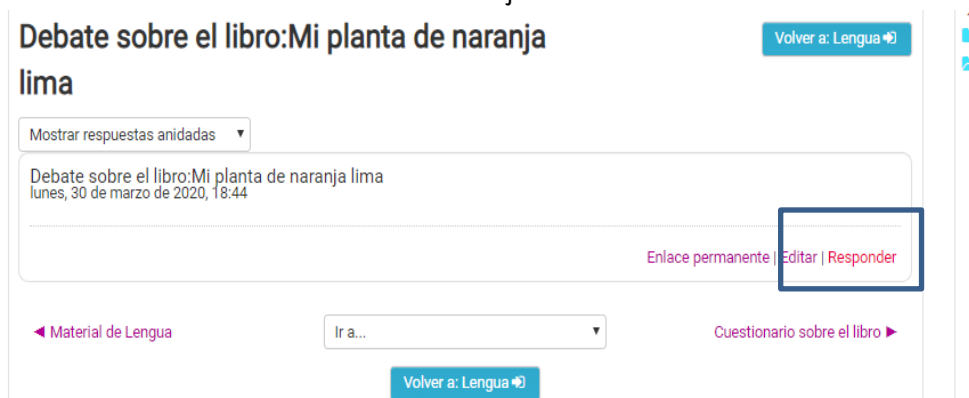 Debate sobre el libro:Mi planta de naranja
lima
Volver a: Lengua
Mostrar respuestas anidadas
Debate sobre el libro:Mi planta de naranja lima
lunes, 30 de marzo de 2020, 18:44
Enlace permanente | Editar | Responder
◄ Material de Lengua
Ir a...
Cuestionario sobre el libro ►
Volver a: Lengua